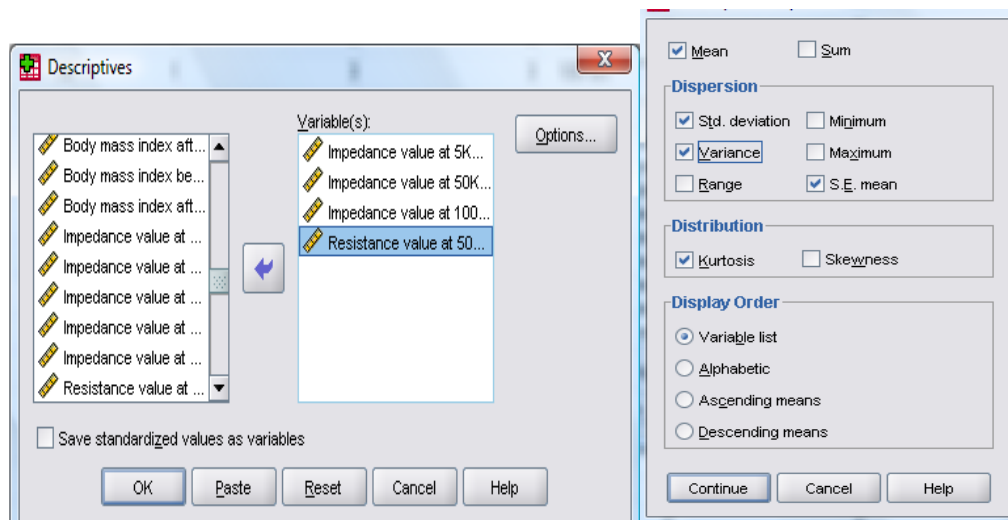 Descriptives
Body mass index aft...
Body mass index be...
Body mass index aft...
Impedance value at ...
Impedance value at ...
Impedance value at ...
Impedance value at ...
Impedance value at ...
Resistance value at ...
Variable(s):
Impedance value at 5K...
Impedance value at 50K...
Impedance value at 100...
Resistance value at 50...
Options...
Save standardized values as variables
OK Paste Reset Cancel Help
Mean Sum
Dispersion
Std. deviation Minimum
Variance Maximum
Range S.E. mean
Distribution
Kurtosis Skewness
Display Order
Variable list
Alphabetic
Ascending means
Descending means
Continue Cancel Help